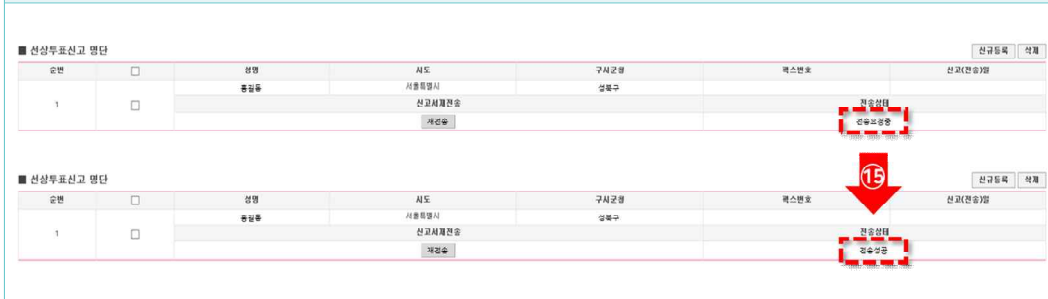 ■ 선상투표신고 명단
신규등록 삭제
순번 성명 시도 구시군청 팩스번호 신고(전송)일
1 홍길동 서울특별시 성북구
신고서재전송 전송상태
재전송 전송요청중
⑮
■ 선상투표신고 명단
신규등록 삭제
순번 성명 시도 구시군청 팩스번호 신고(전송)일
1 홍길동 서울특별시 성북구
신고서재전송 전송상태
재전송 전송성공